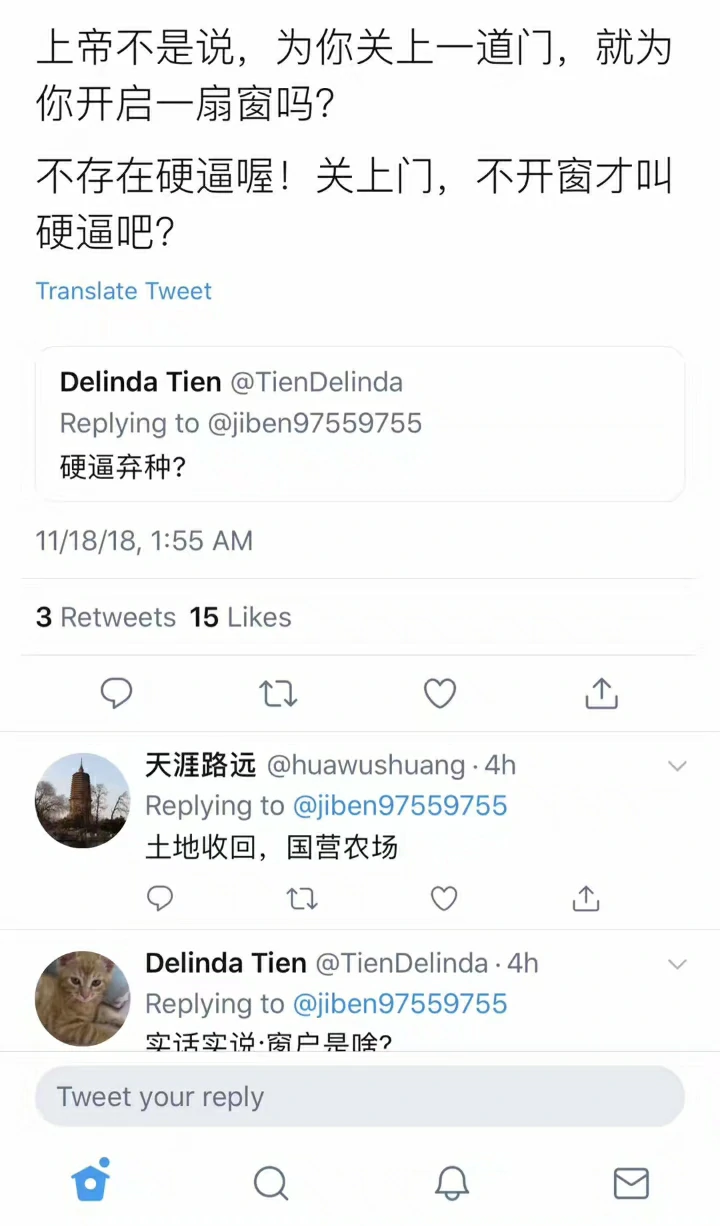 上帝不是说，为你关上一道门，就为
你开启一扇窗吗？
不存在硬逼喔！关上门，不开窗才叫
硬逼吧？
Translate Tweet
Delinda Tien @TienDelinda
Replying to @jiben97559755
硬逼弃种？
11/18/18, 1:55 AM
3 Retweets 15 Likes
天涯路远 @huawushuang · 4h
Replying to @jiben97559755
土地收回，国营农场
Delinda Tien @TienDelinda · 4h
Replying to @jiben97559755
实话实说:窗户是啥？
Tweet your reply